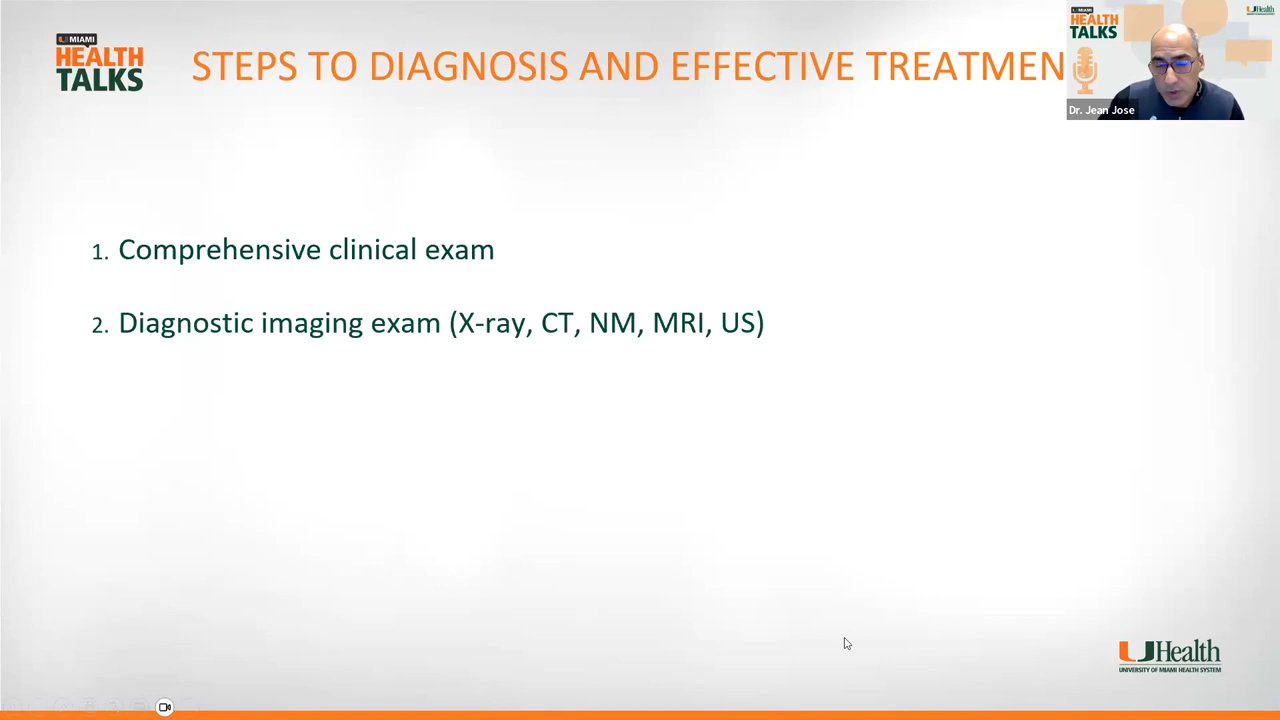 U MIAMI
HEALTH
TALKS
STEPS TO DIAGNOSIS AND EFFECTIVE TREATMEN
U MIAMI
HEALTH
TALKS
UHealth
Dr. Jean Jose
1. Comprehensive clinical exam
2. Diagnostic imaging exam (X-ray, CT, NM, MRI, US)
UHealth
UNIVERSITY OF MIAMI HEALTH SYSTEM